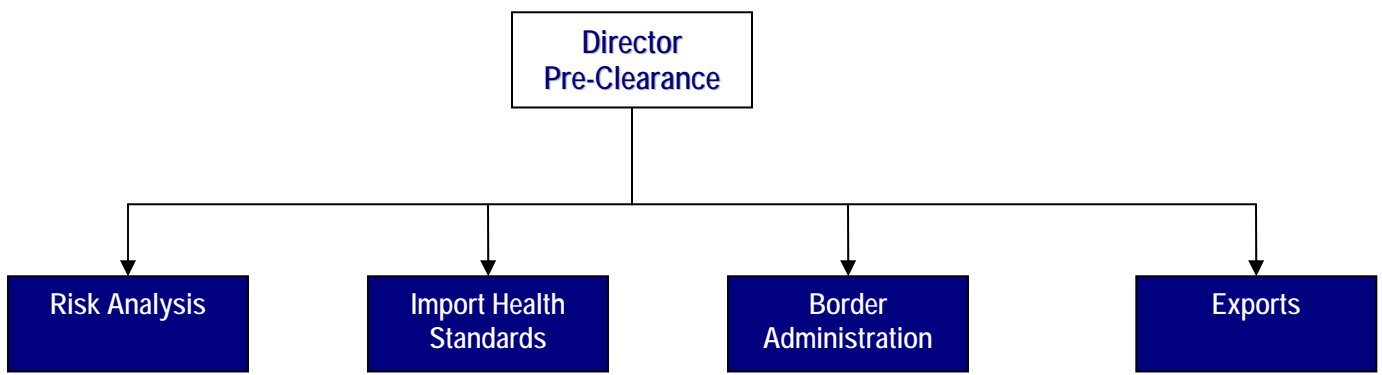 Director
Pre-Clearance
Risk Analysis
Import Health
Standards
Border
Administration
Exports